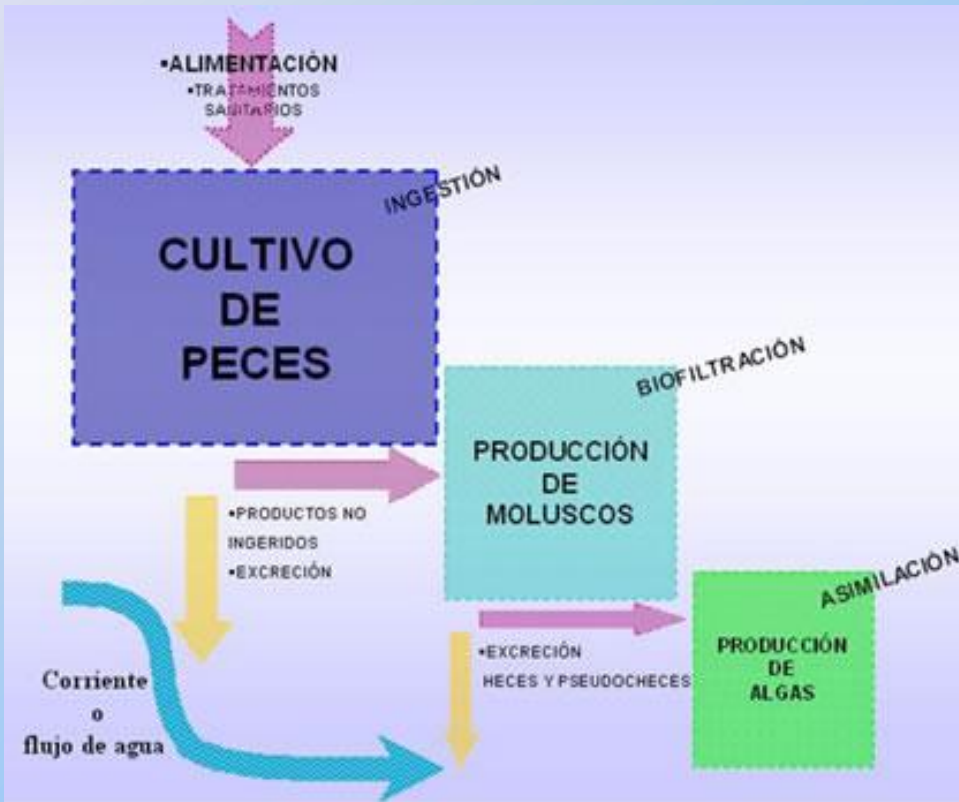 •ALIMENTACIÓN
•TRATAMIENTOS
SANITARIOS
INGESTIÓN
CULTIVO
DE
PECES
BIOFILTRACIÓN
PRODUCCIÓN
DE
MOLUSCOS
•PRODUCTOS NO
INGERIDOS
•EXCRECIÓN
ASIMILACIÓN
PRODUCCIÓN
DE
ALGAS
•EXCRECIÓN
HECES Y PSEUDOCHECES
Corriente
o
flujo de agua